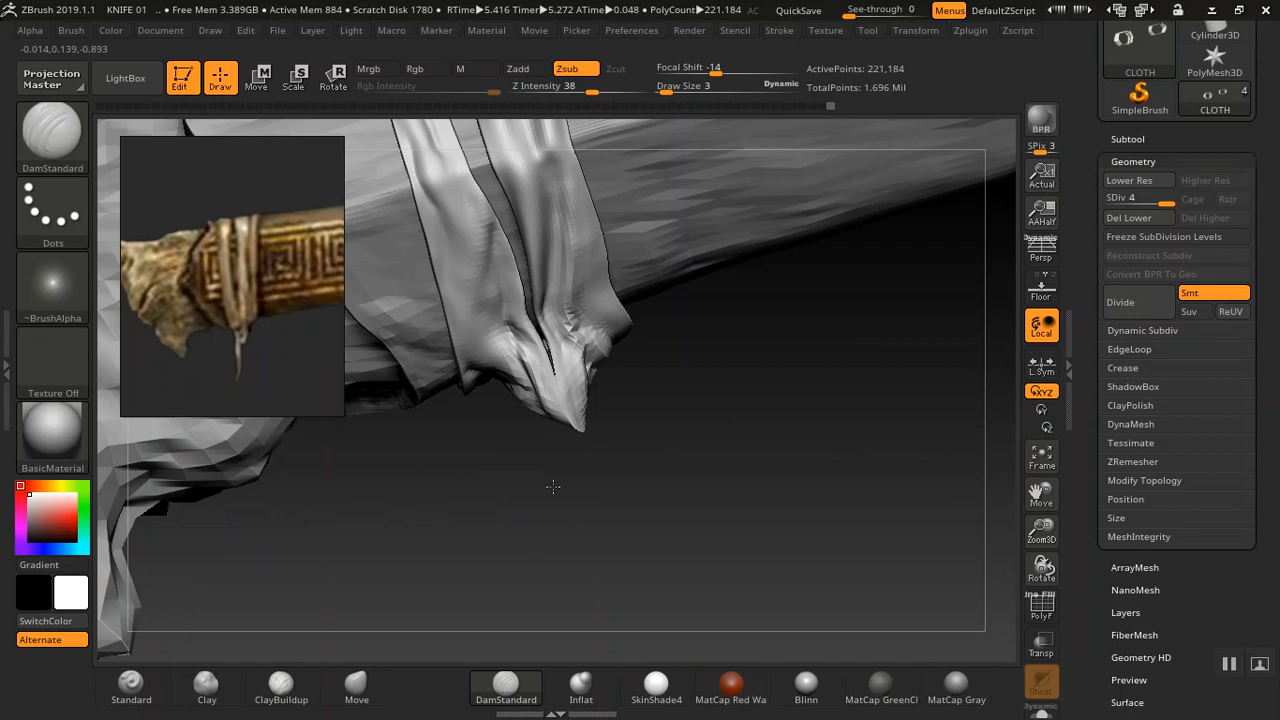 ZBrush 2019.1.1 KNIFE 01 .. • Free Mem 3.389GB • Active Mem 884 • Scratch Disk 1780 • RTime▶5.416 Timer▶5.272 ATime▲0.048 • PolyCount▶221.184 AC QuickSave See-through 0 Menus DefaultZScript
Alpha Brush Color Document Draw Edit File Layer Light Macro Marker Material Movie Picker Preferences Render Stencil Stroke Texture Tool Transform Zplugin Zscript
-0.014,0.139,-0.893
Projection Master LightBox Edit Draw Move Scale Rotate
Mrgb Rgb M Zadd Zsub Zcut Focal Shift -14 ActivePoints: 221,184
Rgb Intensity Z Intensity 38 Draw Size 3 Dynamic TotalPoints: 1.696 Mil
DamStandard
Dots
~BrushAlpha
Texture Off
BasicMaterial
Gradient
SwitchColor
Alternate
BPR
SPix 3
Actual
AAHalf
Dynamic
Persp
Floor
Local
L.Sym
XYZ
Frame
Move
Zoom3D
Rotate
Line Fill
PolyF
Transp
Ghost
Dynamic
Cylinder3D
CLOTH PolyMesh3D
4
SimpleBrush CLOTH
Subtool
Geometry
Lower Res Higher Res
SDiv 4 Cage Rstr
Del Lower Del Higher
Freeze SubDivision Levels
Reconstruct Subdiv
Convert BPR To Geo
Divide Smt
Suv ReUV
Dynamic Subdiv
EdgeLoop
Crease
ShadowBox
ClayPolish
DynaMesh
Tessimate
ZRemesher
Modify Topology
Position
Size
MeshIntegrity
ArrayMesh
NanoMesh
Layers
FiberMesh
Geometry HD
Preview
Surface
Standard Clay ClayBuildup Move DamStandard Inflat SkinShade4 MatCap Red Wa Blinn MatCap GreenCl MatCap Gray